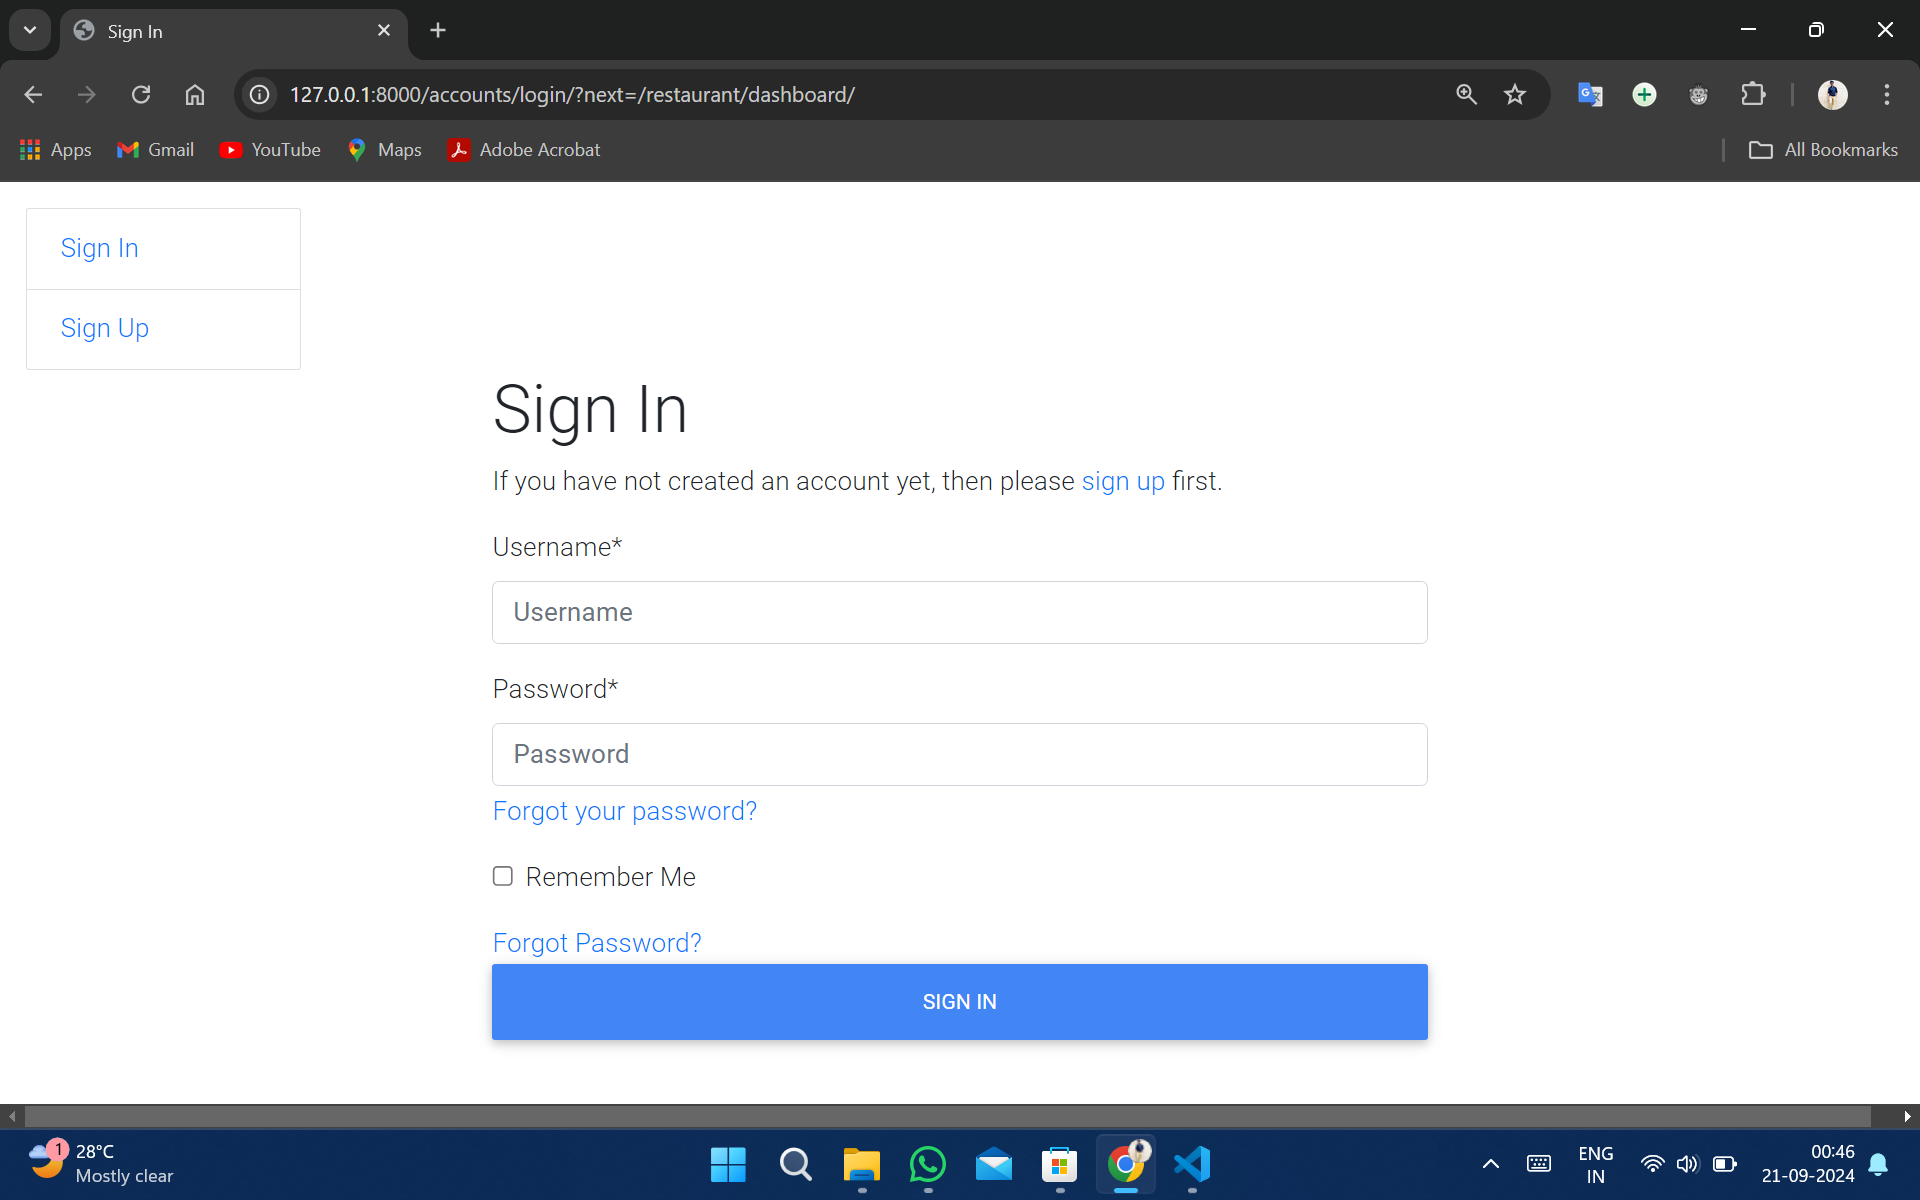 Sign In
127.0.0.1:8000/accounts/login/?next=/restaurant/dashboard/
Apps
Gmail
YouTube
Maps
Adobe Acrobat
All Bookmarks
Sign In
Sign Up
Sign In
If you have not created an account yet, then please sign up first.
Username*
Username
Password*
Password
Forgot your password?
Remember Me
Forgot Password?
SIGN IN
1
28°C
Mostly clear
ENG
IN
00:46
21-09-2024